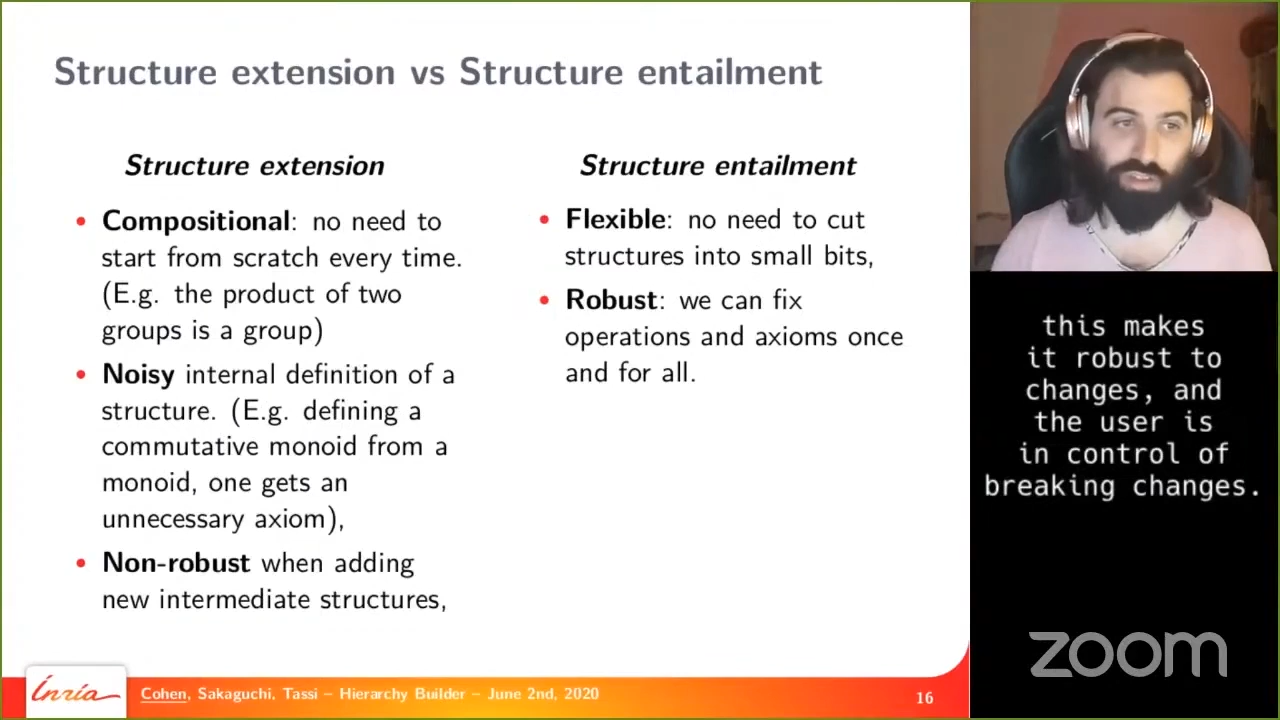 Structure extension vs Structure entailment
Structure extension
• Compositional: no need to
start from scratch every time.
(E.g. the product of two
groups is a group)
• Noisy internal definition of a
structure. (E.g. defining a
commutative monoid from a
monoid, one gets an
unnecessary axiom),
• Non-robust when adding
new intermediate structures,
Structure entailment
• Flexible: no need to cut
structures into small bits,
• Robust: we can fix
operations and axioms once
and for all.
this makes
it robust to
changes, and
the user is
in control of
breaking changes.
zoom
Inria
Cohen, Sakaguchi, Tassi – Hierarchy Builder – June 2nd, 2020
16